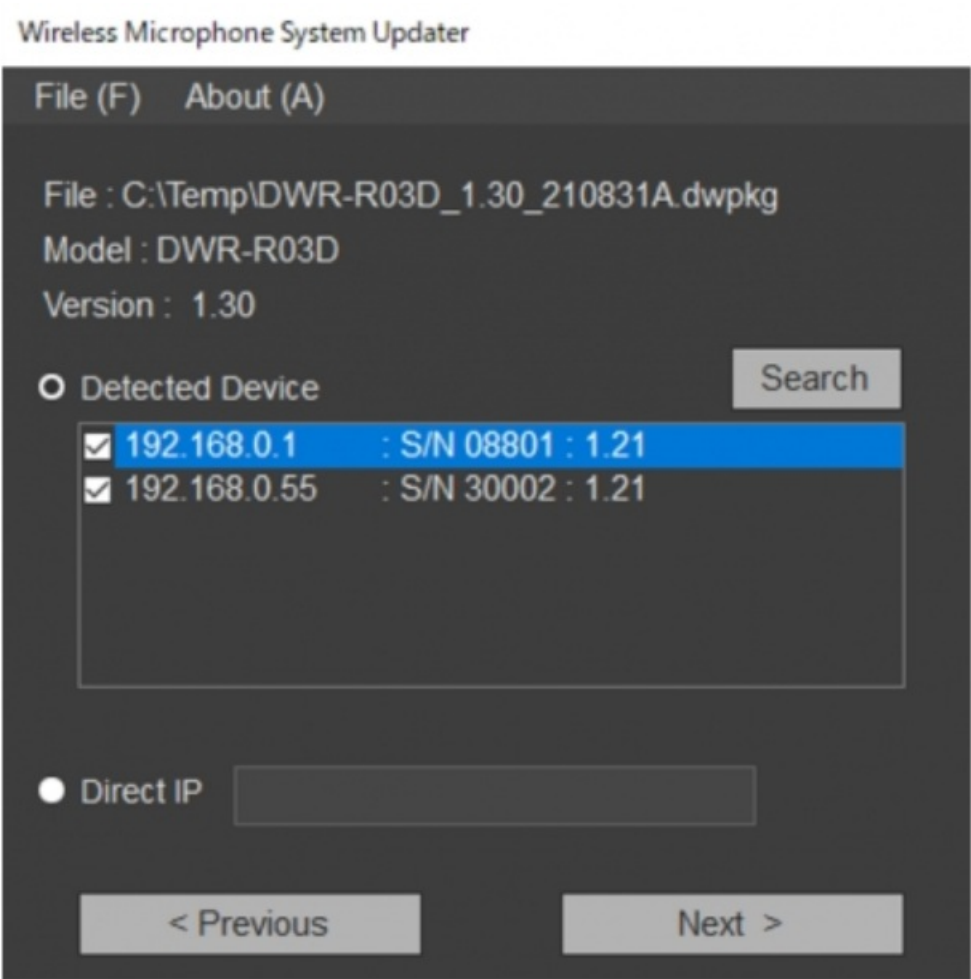 Wireless Microphone System Updater
File (F) About (A)
File : C:\Temp\DWR-R03D_1.30_210831A.dwpkg
Model : DWR-R03D
Version : 1.30
Detected Device
Search
192.168.0.1 : S/N 08801 : 1.21
192.168.0.55 : S/N 30002 : 1.21
Direct IP
< Previous
Next >